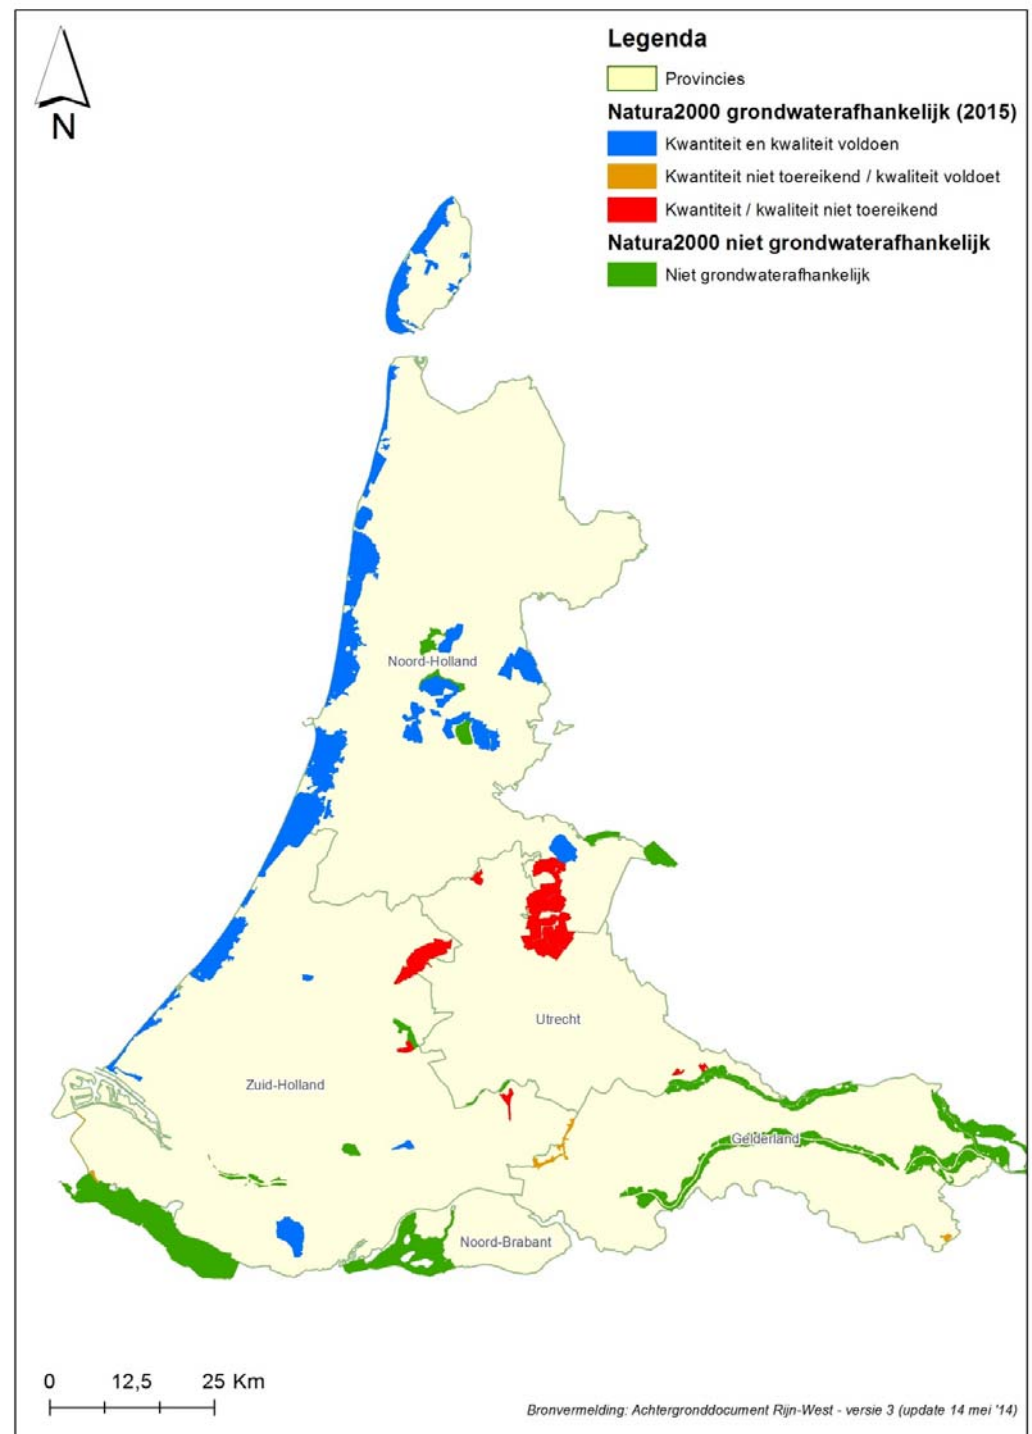 Legenda
Provincies
Natura2000 grondwaterafhankelijk (2015)
Kwantiteit en kwaliteit voldoen
Kwantiteit niet toereikend / kwaliteit voldoet
Kwantiteit / kwaliteit niet toereikend
Natura2000 niet grondwaterafhankelijk
Niet grondwaterafhankelijk
N
Noord-Holland
Utrecht
Zuid-Holland
Gelderland
Noord-Brabant
0 12,5 25 Km
Bronvermelding: Achtergronddocument Rijn-West - versie 3 (update 14 mei '14)